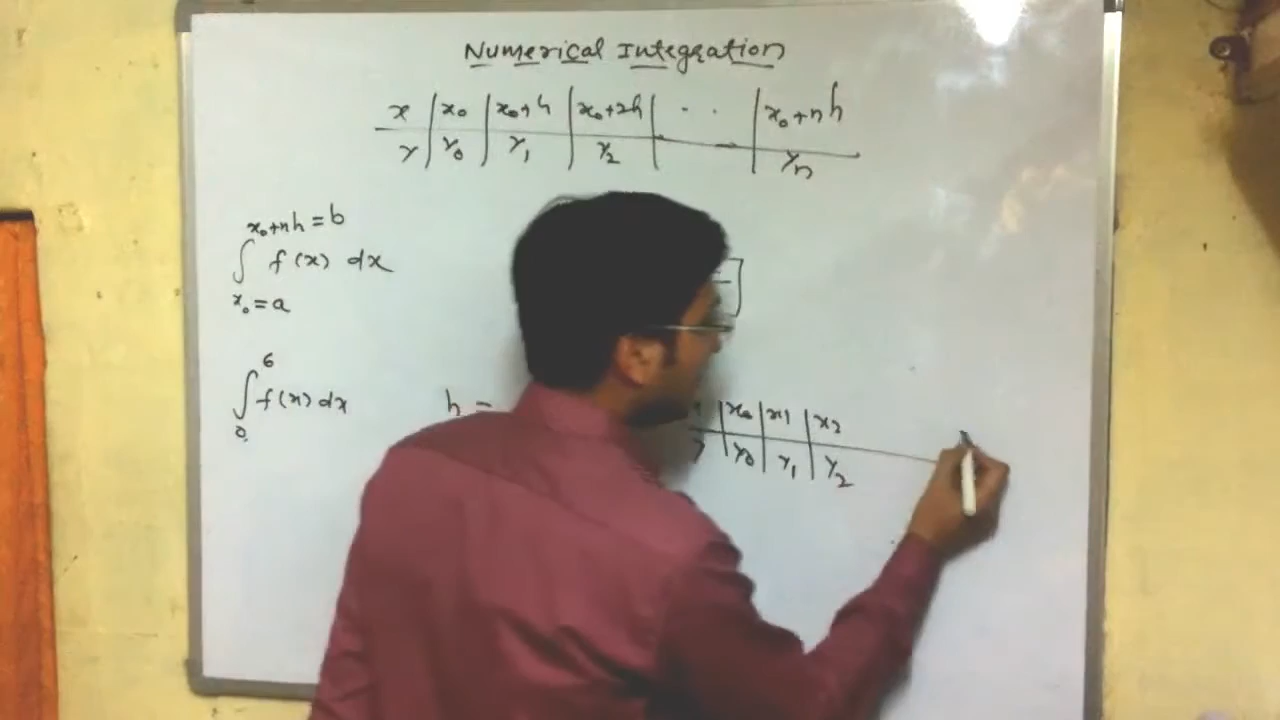 Numerical Integration
x x₀ x₀+h x₀+2h . . x₀+nh
y y₀ y₁ y₂ yₙ
x₀+nh = b
∫ f(x) dx
x₀ = a
6
∫ f(x) dx
0
h =
x₀ x₁ x₂
y y₀ y₁ y₂